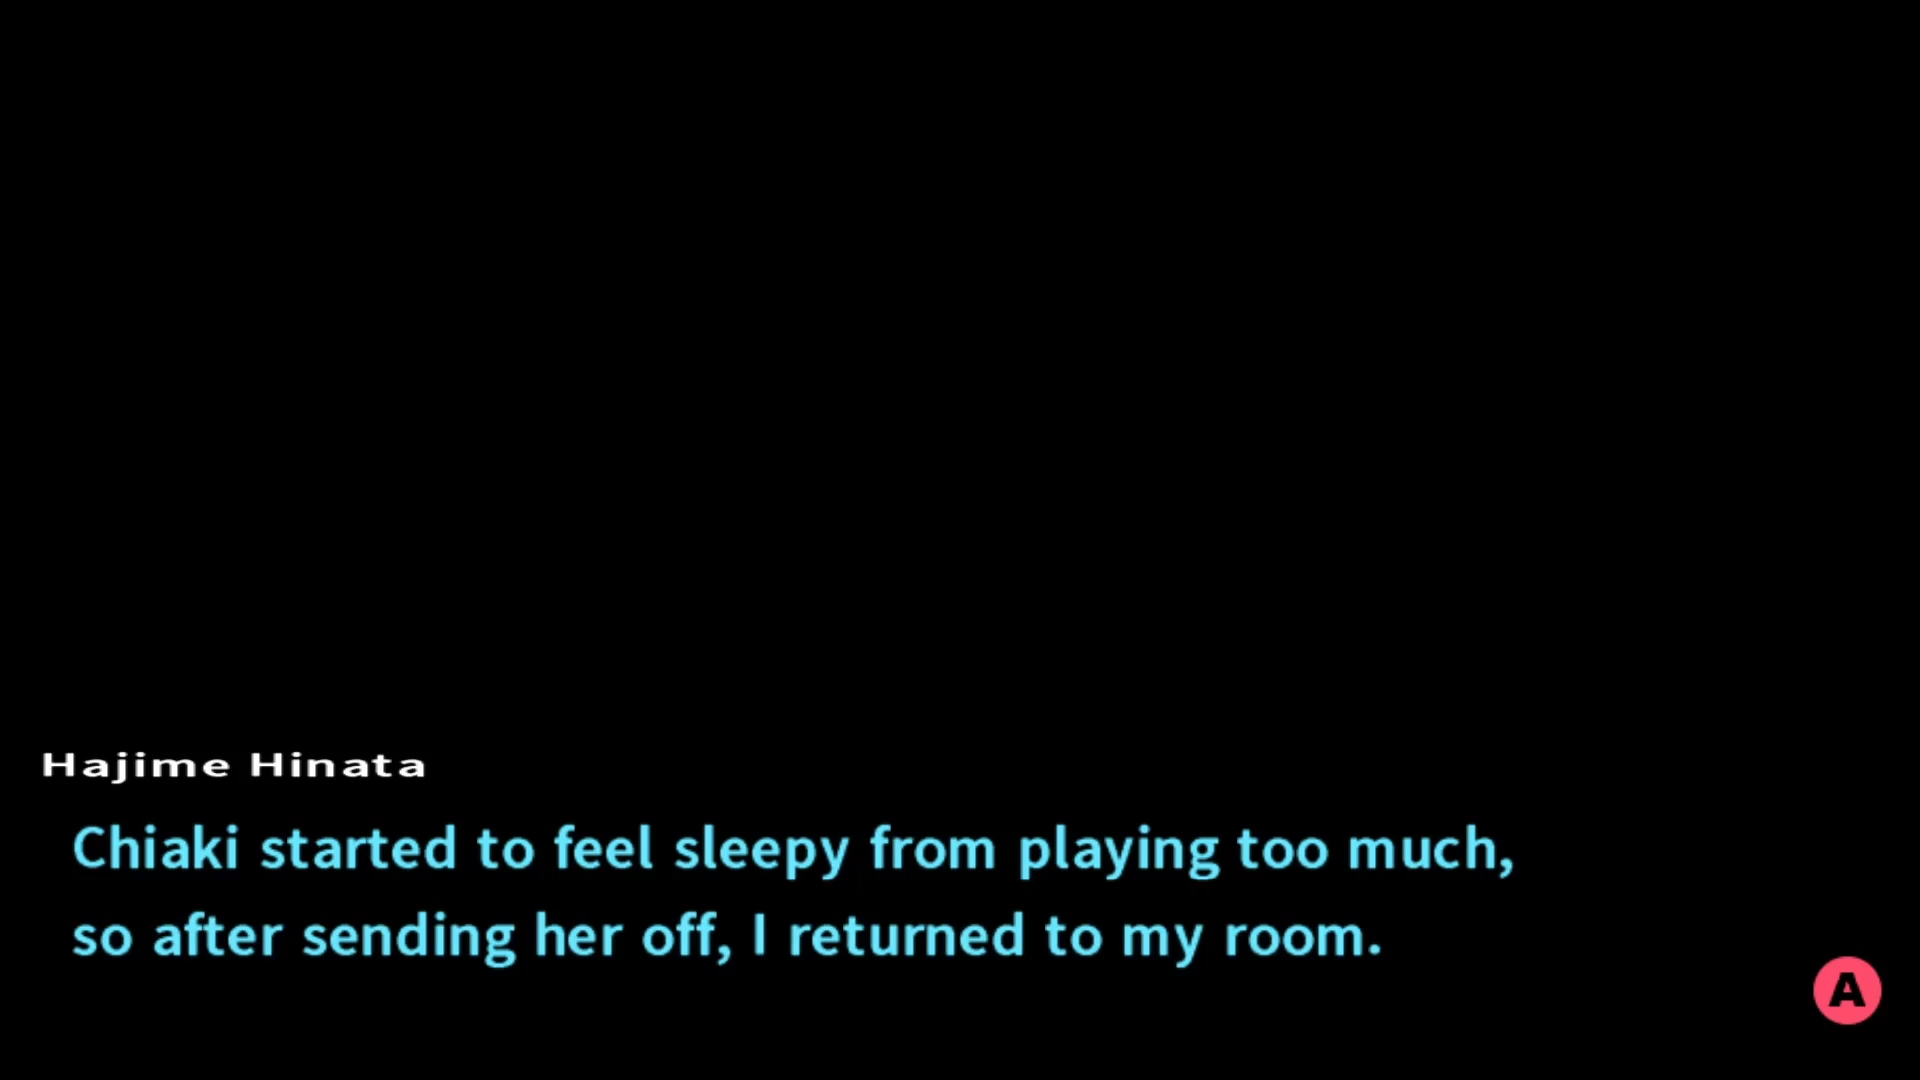 Hajime Hinata
Chiaki started to feel sleepy from playing too much,
so after sending her off, I returned to my room.
A